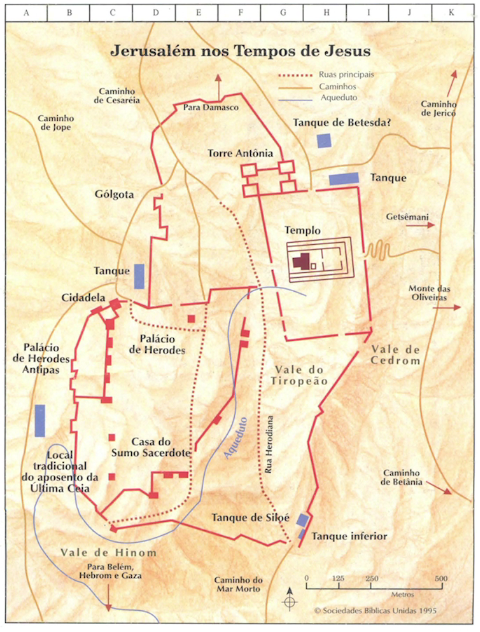 A B C D E F G H I J K
Jerusalém nos Tempos de Jesus
Ruas principais
Caminhos
Aqueduto
Caminho
de Cesaréia
Para Damasco
Caminho
de Jericó
Caminho
de Jope
Tanque de Betesda?
Torre Antônia
Tanque
Gólgota
Getsêmani
Templo
Tanque
Monte das
Oliveiras
Cidadela
Palácio
de Herodes
Antipas
Palácio
de Herodes
Vale de
Cedrom
Vale do
Tiropeão
Aqueduto
Rua Herodiana
Casa do
Sumo Sacerdote
Local
tradicional
do aposento da
Última Ceia
Caminho
de Betânia
Tanque de Siloé
Tanque inferior
Vale de Hinom
Para Belém,
Hebrom e Gaza
Caminho do
Mar Morto
0 125 250 500
Metros
© Sociedades Bíblicas Unidas 1995